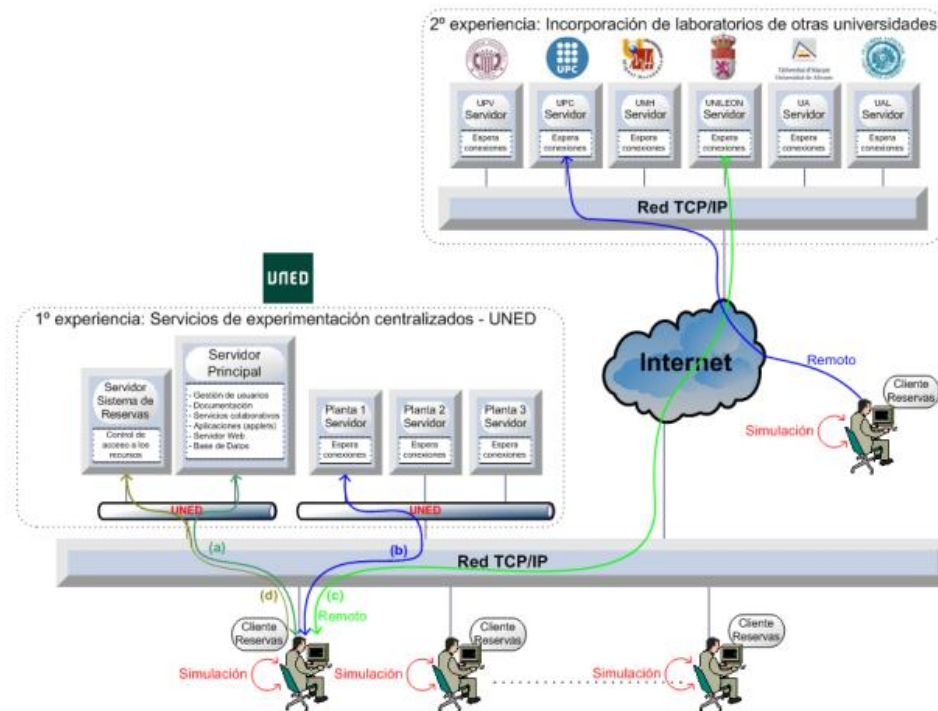 2º experiencia: Incorporación de laboratorios de otras universidades
UPC
Universitat d'Alacant
Universidad de Alicante
UPV
Servidor
Espera
conexiones
UPC
Servidor
Espera
conexiones
UMH
Servidor
Espera
conexiones
UNILEON
Servidor
Espera
conexiones
UA
Servidor
Espera
conexiones
UAL
Servidor
Espera
conexiones
Red TCP/IP
UNED
1º experiencia: Servicios de experimentación centralizados - UNED
Servidor
Sistema de
Reservas
Control de
acceso a los
recursos
Servidor
Principal
- Gestión de usuarios
- Documentación
- Servicios colaborativos
- Aplicaciones (applets)
- Servidor Web
- Base de Datos
Planta 1
Servidor
Espera
conexiones
Planta 2
Servidor
Espera
conexiones
Planta 3
Servidor
Espera
conexiones
UNED
UNED
Internet
Remoto
Cliente
Reservas
Simulación
(a)
(b)
Red TCP/IP
(d)
(c)
Remoto
Cliente
Reservas
Simulación
Cliente
Reservas
Simulación
Cliente
Reservas
Simulación